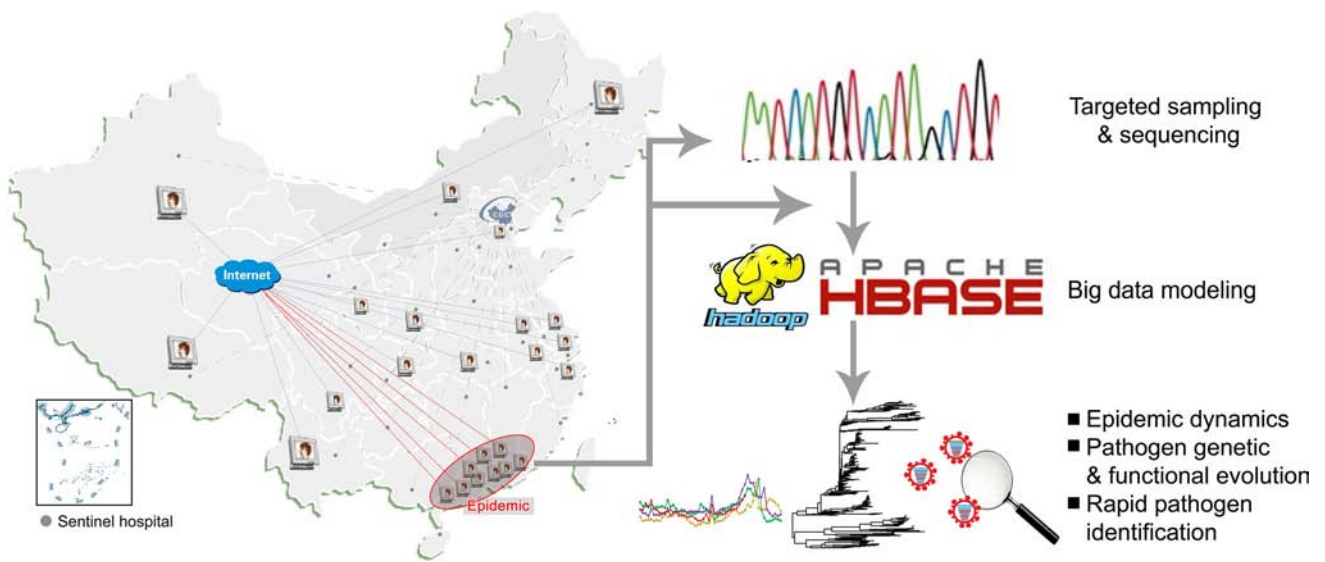 CDC
Internet
Epidemic
Sentinel hospital
Targeted sampling
& sequencing
hadoop
APACHE
HBASE
Big data modeling
Epidemic dynamics
Pathogen genetic
& functional evolution
Rapid pathogen
identification